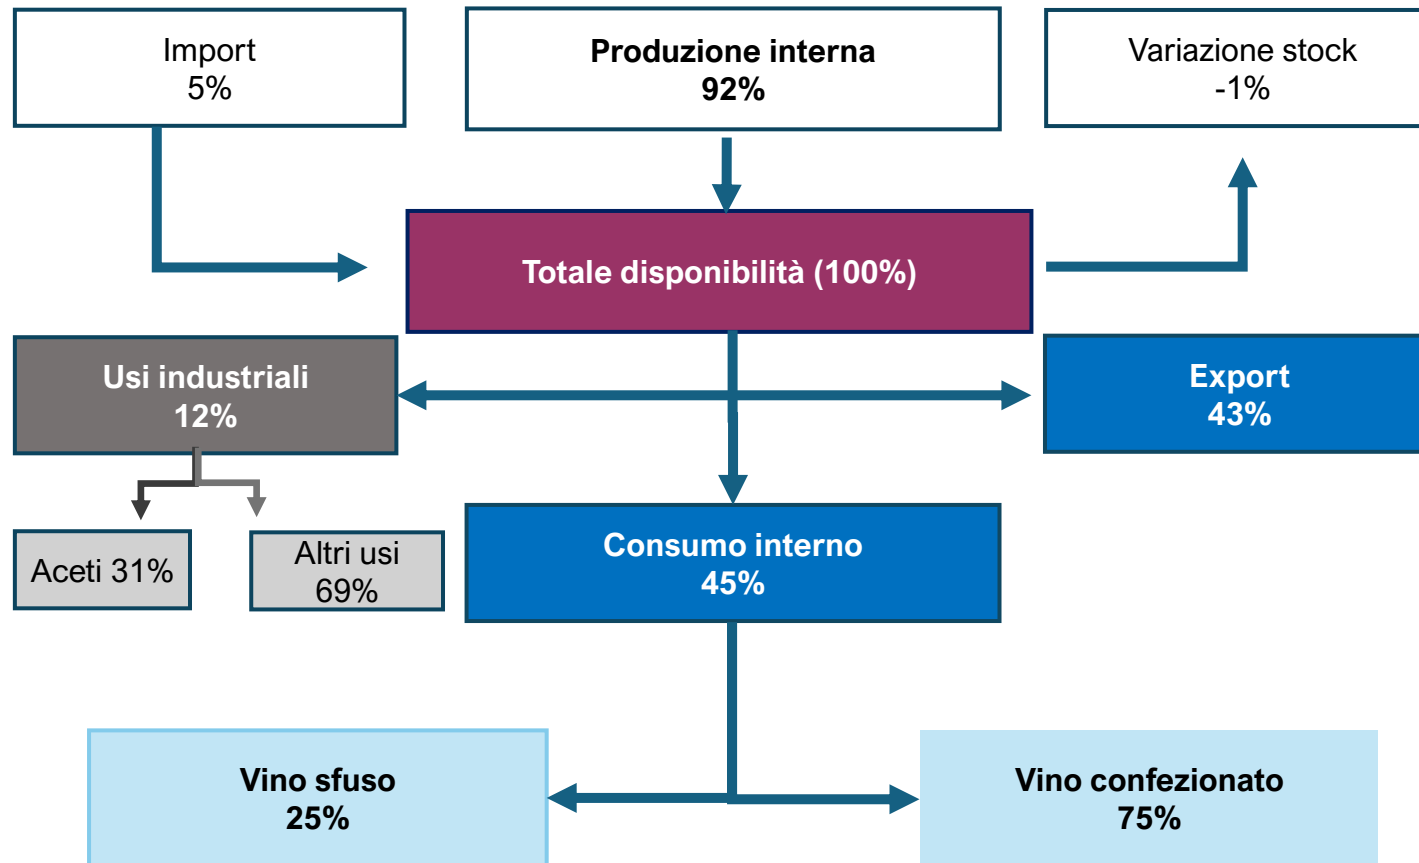 Import
5%
Produzione interna
92%
Variazione stock
-1%
Totale disponibilità (100%)
Usi industriali
12%
Export
43%
Aceti 31%
Altri usi
69%
Consumo interno
45%
Vino sfuso
25%
Vino confezionato
75%